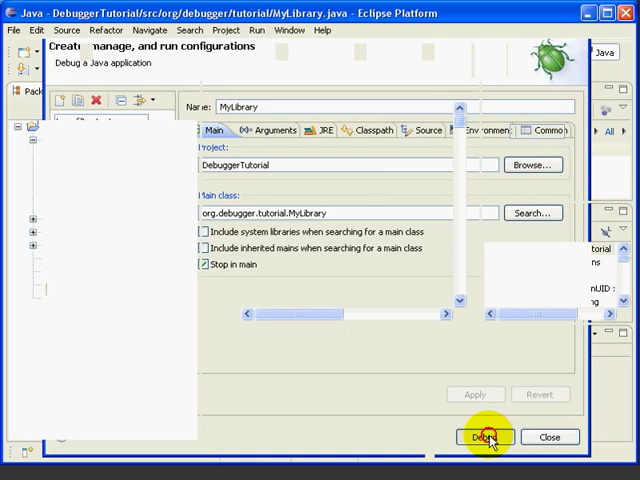 Java - DebuggerTutorial/src/org/debugger/tutorial/MyLibrary.java - Eclipse Platform
File Edit Source Refactor Navigate Search Project Run Window Help
Create, manage, and run configurations
Debug a Java application
Java
Name: MyLibrary
Main (x)= Arguments JRE Classpath Source Environment Common
All
Project:
DebuggerTutorial Browse...
Main class:
org.debugger.tutorial.MyLibrary Search...
Include system libraries when searching for a main class
Include inherited mains when searching for a main class
Stop in main
Apply Revert
Debug Close